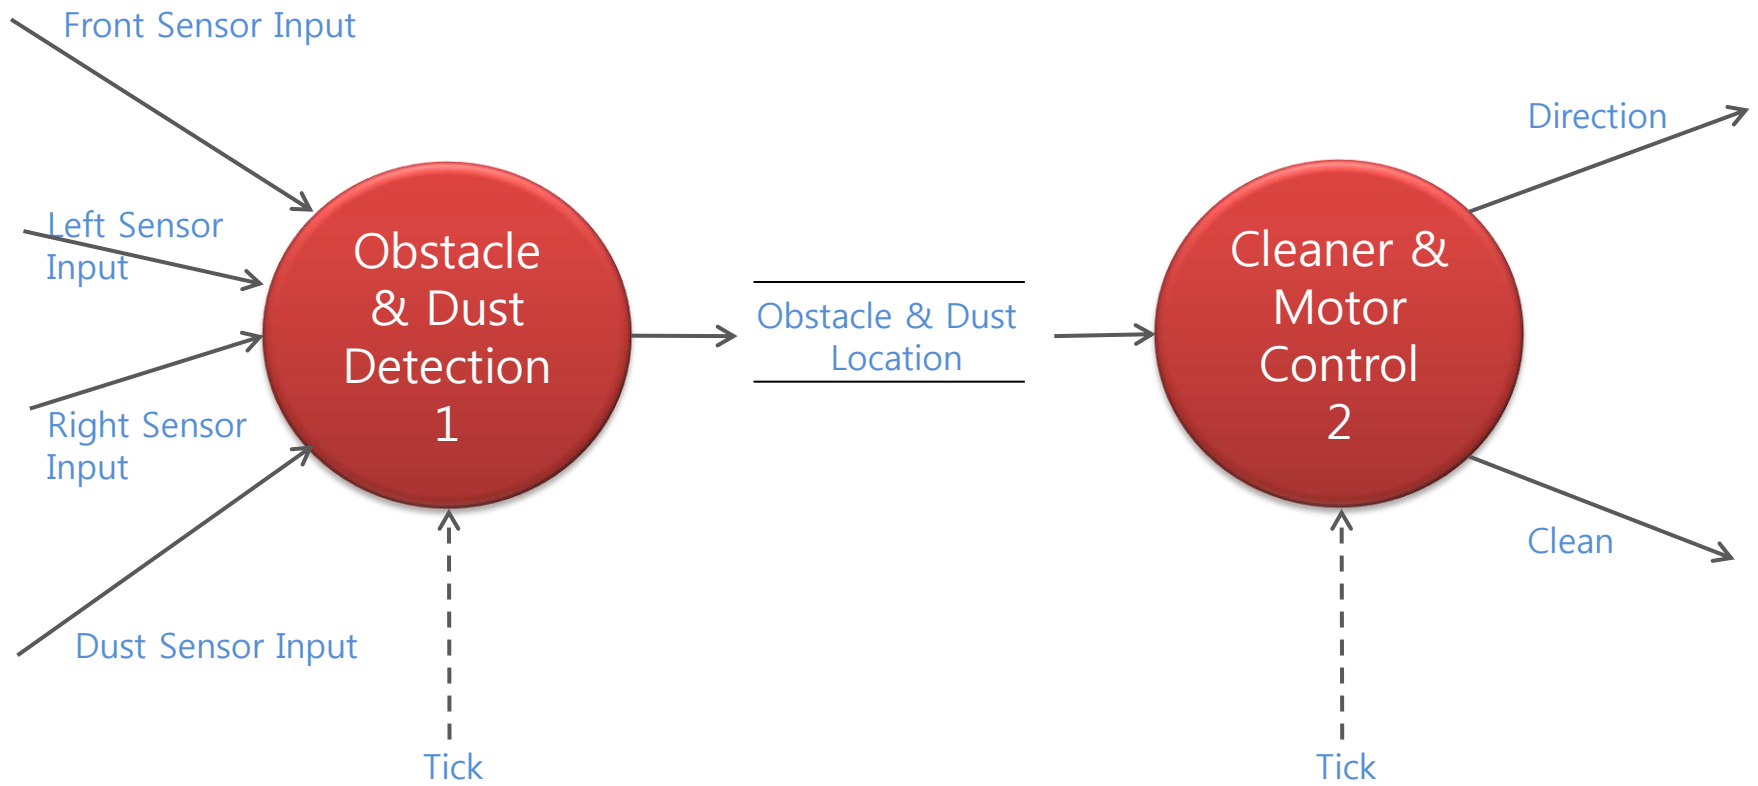 Front Sensor Input
Left Sensor
Input
Right Sensor
Input
Dust Sensor Input
Obstacle
& Dust
Detection
1
Tick
Obstacle & Dust
Location
Cleaner &
Motor
Control
2
Tick
Direction
Clean